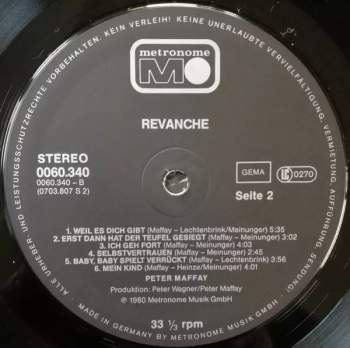 ALLE URHEBER UND LEISTUNGSSCHUTZRECHTE VORBEHALTEN. KEIN VERLEIH! KEINE UNERLAUBTE VERVIELFÄLTIGUNG, VERMIETUNG, AUFFÜHRUNG, SENDUNG!
metronome
M
REVANCHE
STEREO
0060.340
0060.340 – B
(0703.807 S 2)
GEMA
LC 0270
Seite 2
1. WEIL ES DICH GIBT (Maffay – Lechtenbrink/Meinunger) 5:35
2. ERST DANN HAT DER TEUFEL GESIEGT (Maffay – Meinunger) 3:02
3. ICH GEH FORT (Maffay – Meinunger) 4:03
4. SELBSTVERTRAUEN (Maffay – Meinunger) 2:45
5. BABY, BABY SPIELT VERRÜCKT (Maffay – Lechtenbrink/Meinunger) 5:10
6. MEIN KIND (Maffay – Heinze/Meinunger) 6:05
PETER MAFFAY
Produktion: Peter Wagner/Peter Maffay
℗ 1980 Metronome Musik GmbH
33 ⅓ rpm
MADE IN GERMANY BY METRONOME MUSIK GMBH